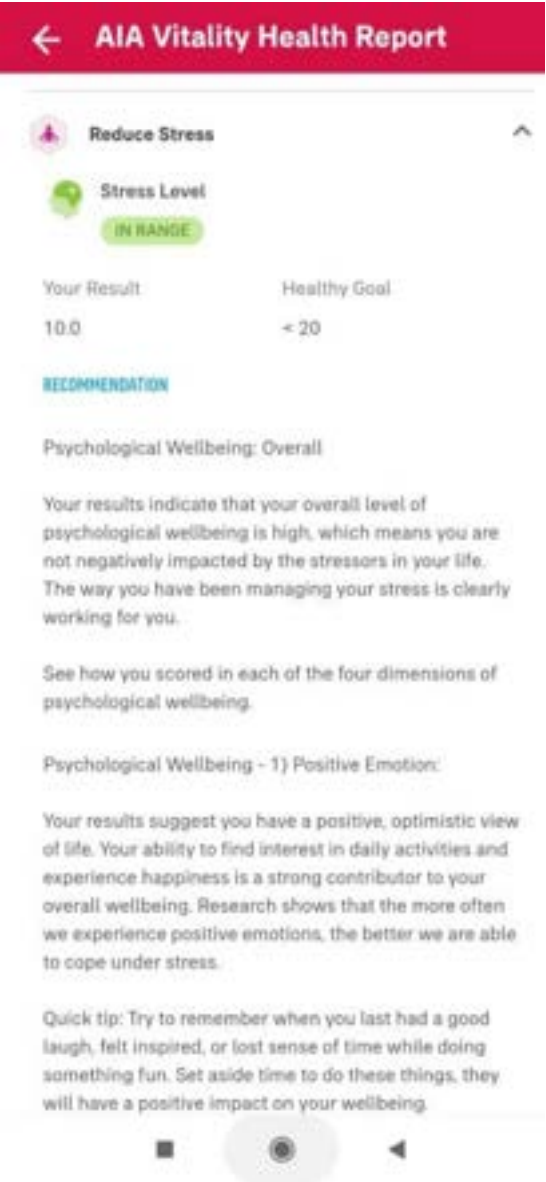 AIA Vitality Health Report
Reduce Stress
Stress Level
IN RANGE
Your Result
Healthy Goal
10.0
< 20
RECOMMENDATION
Psychological Wellbeing: Overall
Your results indicate that your overall level of
psychological wellbeing is high, which means you are
not negatively impacted by the stressors in your life.
The way you have been managing your stress is clearly
working for you.
See how you scored in each of the four dimensions of
psychological wellbeing.
Psychological Wellbeing - 1) Positive Emotion:
Your results suggest you have a positive, optimistic view
of life. Your ability to find interest in daily activities and
experience happiness is a strong contributor to your
overall wellbeing. Research shows that the more often
we experience positive emotions, the better we are able
to cope under stress.
Quick tip: Try to remember when you last had a good
laugh, felt inspired, or lost sense of time while doing
something fun. Set aside time to do these things, they
will have a positive impact on your wellbeing.